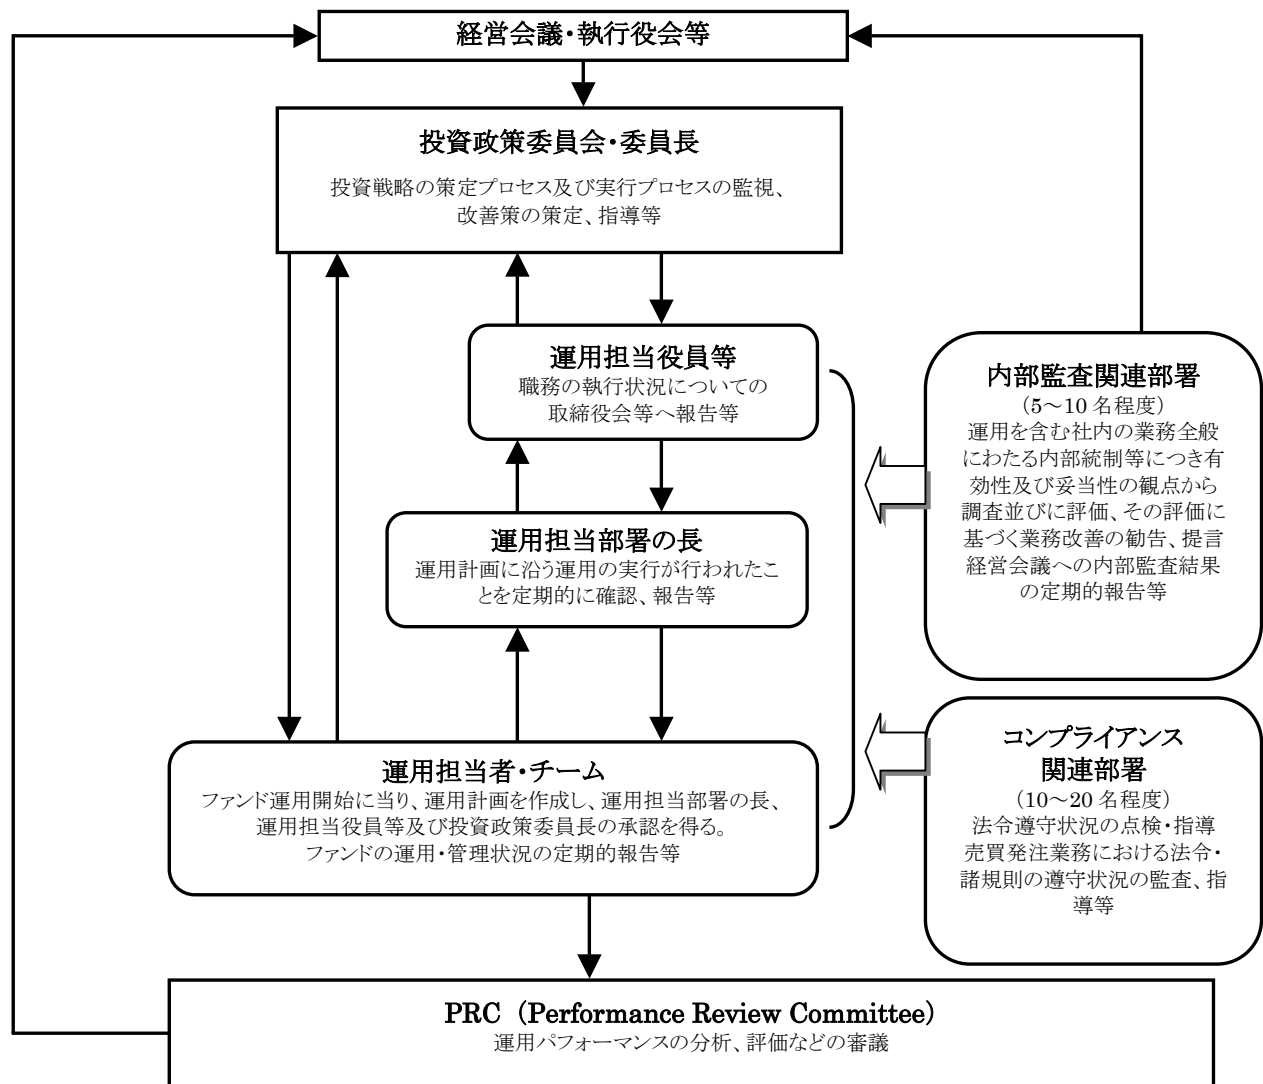 経営会議・執行役会等
投資政策委員会・委員長
投資戦略の策定プロセス及び実行プロセスの監視、
改善策の策定、指導等
運用担当役員等
職務の執行状況についての
取締役会等へ報告等
運用担当部署の長
運用計画に沿う運用の実行が行われたこ
とを定期的に確認、報告等
運用担当者・チーム
ファンド運用開始に当り、運用計画を作成し、運用担当部署の長、
運用担当役員等及び投資政策委員長の承認を得る。
ファンドの運用・管理状況の定期的報告等
内部監査関連部署
（5～10 名程度）
運用を含む社内の業務全般
にわたる内部統制等につき有
効性及び妥当性の観点から
調査並びに評価、その評価に
基づく業務改善の勧告、提言
経営会議への内部監査結果
の定期的報告等
コンプライアンス
関連部署
（10～20 名程度）
法令遵守状況の点検・指導
売買発注業務における法令・
諸規則の遵守状況の監査、指
導等
PRC（Performance Review Committee）
運用パフォーマンスの分析、評価などの審議